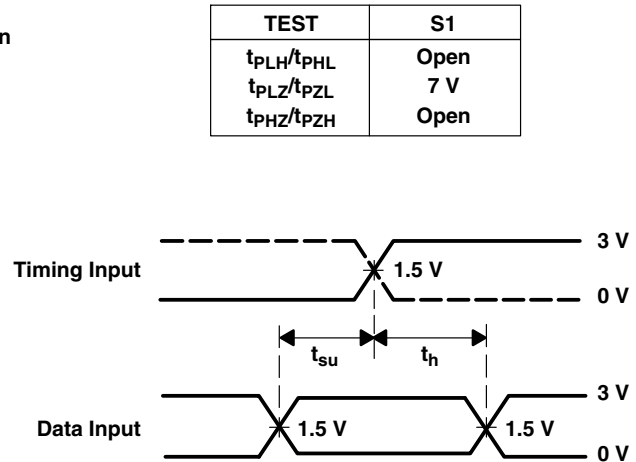 n
TEST S1
tPLH/tPHL Open
tPLZ/tPZL 7 V
tPHZ/tPZH Open
3 V
Timing Input 1.5 V
0 V
tsu th
3 V
Data Input 1.5 V 1.5 V
0 V